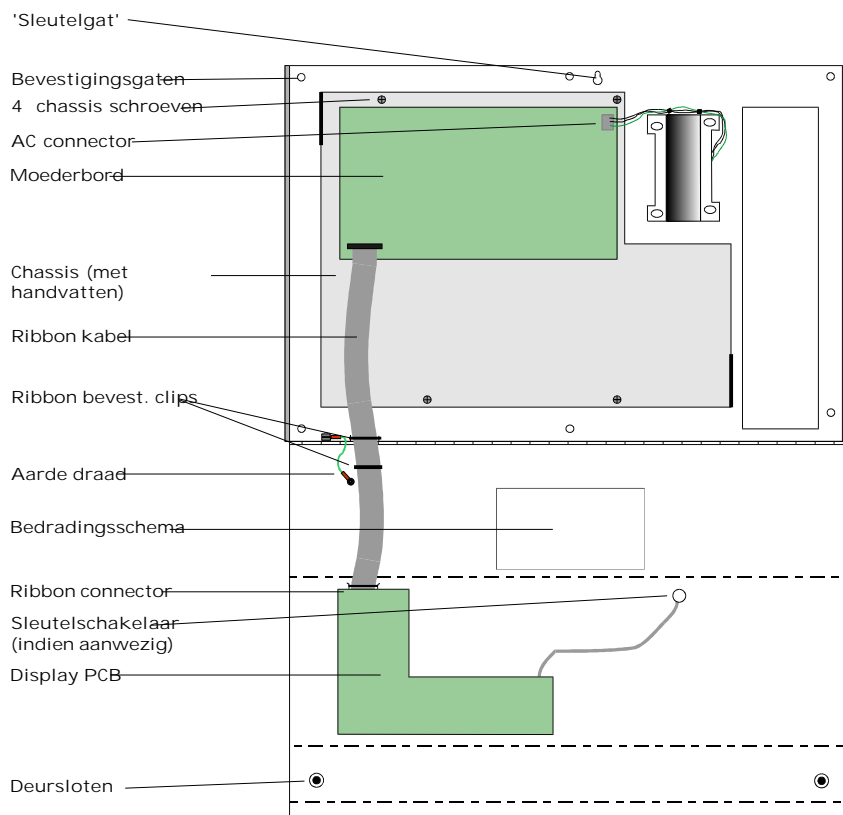 'Sleutelgat'
Bevestigingsgaten
4 chassis schroeven
AC connector
Moederbord
Chassis (met
handvatten)
Ribbon kabel
Ribbon bevest. clips
Aarde draad
Bedradingsschema
Ribbon connector
Sleutelschakelaar
(indien aanwezig)
Display PCB
Deursloten